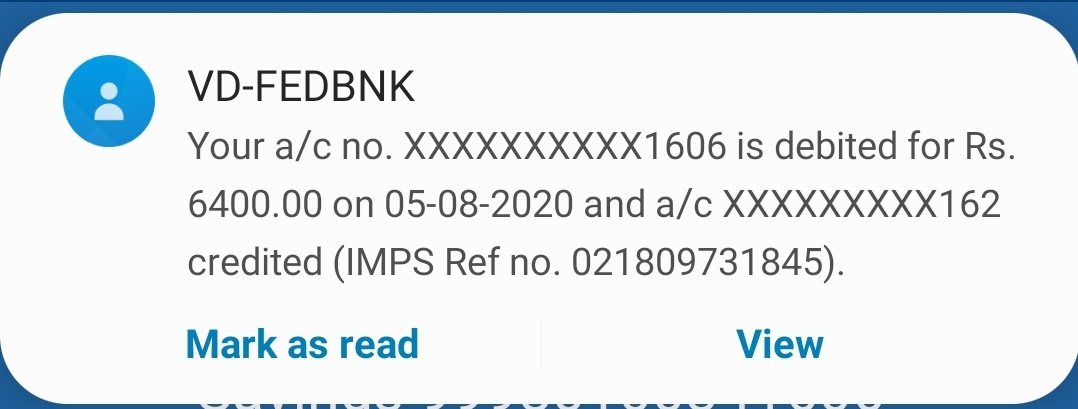 VD-FEDBNK
Your a/c no. XXXXXXXXXX1606 is debited for Rs.
6400.00 on 05-08-2020 and a/c XXXXXXXXX162
credited (IMPS Ref no. 021809731845).
Mark as read
View